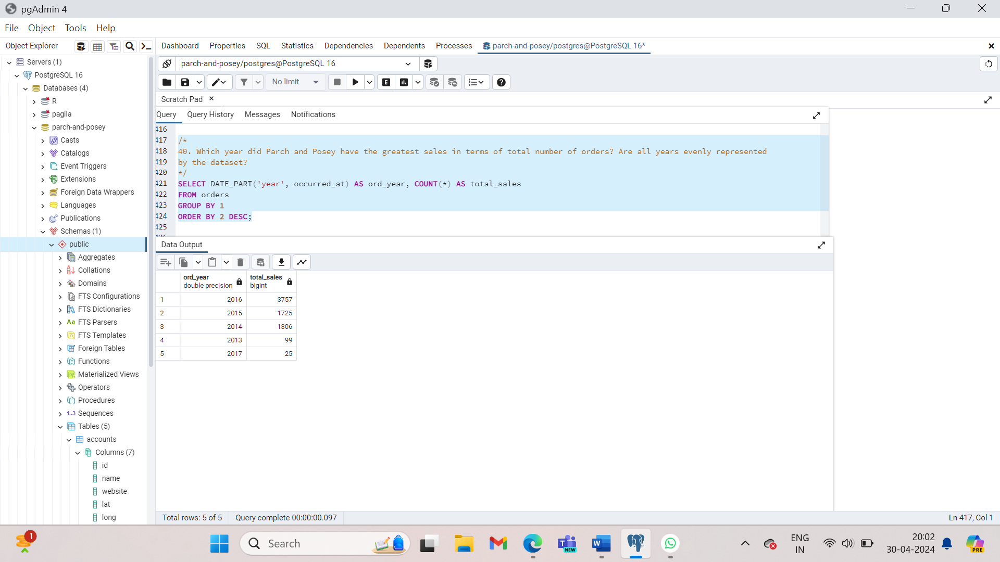 pgAdmin 4
File Object Tools Help
Object Explorer
Dashboard Properties SQL Statistics Dependencies Dependents Processes parch-and-posey/postgres@PostgreSQL 16*
Servers (1)
PostgreSQL 16
Databases (4)
R
pagila
parch-and-posey
Casts
Catalogs
Event Triggers
Extensions
Foreign Data Wrappers
Languages
Publications
Schemas (1)
public
Aggregates
Collations
Domains
FTS Configurations
FTS Dictionaries
Aa FTS Parsers
FTS Templates
Foreign Tables
Functions
Materialized Views
Operators
Procedures
1..3 Sequences
Tables (5)
accounts
Columns (7)
id
name
website
lat
long
parch-and-posey/postgres@PostgreSQL 16
No limit
E
Scratch Pad
Query Query History Messages Notifications
416
417 /*
418 40. Which year did Parch and Posey have the greatest sales in terms of total number of orders? Are all years evenly represented
419 by the dataset?
420 */
421 SELECT DATE_PART('year', occurred_at) AS ord_year, COUNT(*) AS total_sales
422 FROM orders
423 GROUP BY 1
424 ORDER BY 2 DESC;
425
Data Output
ord_year total_sales
double precision bigint
1 2016 3757
2 2015 1725
3 2014 1306
4 2013 99
5 2017 25
Total rows: 5 of 5 Query complete 00:00:00.097 Ln 417, Col 1
1
Search
NEW
ENG
IN
20:02
30-04-2024
PRE